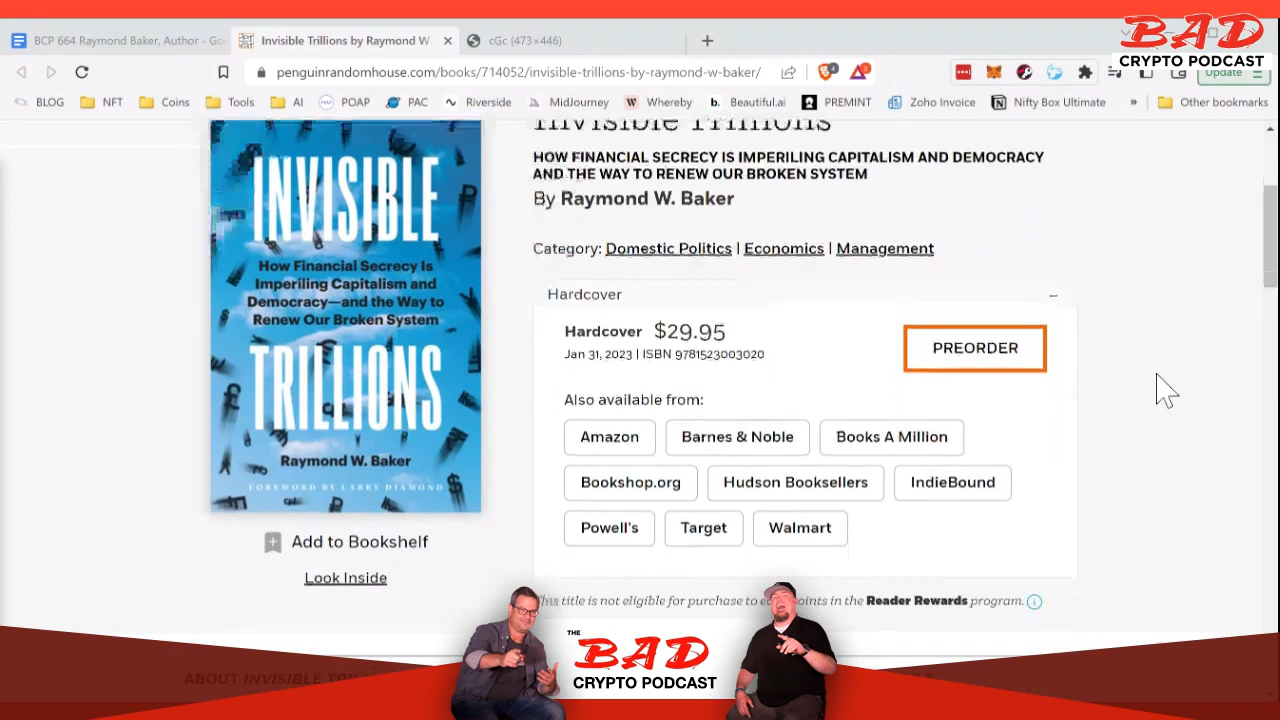 BCP 664 Raymond Baker, Author - Goo
Invisible Trillions by Raymond W.
cGc (473×446)
BAD
CRYPTO PODCAST
penguinrandomhouse.com/books/714052/invisible-trillions-by-raymond-w-baker/
4
Update
BLOG
NFT
Coins
Tools
AI
POAP
PAC
Riverside
MidJourney
Whereby
Beautiful.ai
PREMINT
Zoho Invoice
Nifty Box Ultimate
»
Other bookmarks
Invisible Trillions
HOW FINANCIAL SECRECY IS IMPERILING CAPITALISM AND DEMOCRACY
AND THE WAY TO RENEW OUR BROKEN SYSTEM
By Raymond W. Baker
Category: Domestic Politics | Economics | Management
INVISIBLE
How Financial Secrecy Is
Imperiling Capitalism and
Democracy—and the Way to
Renew Our Broken System
TRILLIONS
Raymond W. Baker
FOREWORD BY LARRY DIAMOND
Add to Bookshelf
Look Inside
Hardcover
Hardcover $29.95
Jan 31, 2023 | ISBN 9781523003020
PREORDER
Also available from:
Amazon
Barnes & Noble
Books A Million
Bookshop.org
Hudson Booksellers
IndieBound
Powell's
Target
Walmart
title is not eligible for purchase to points in the Reader Rewards program.
THE
BAD
CRYPTO PODCAST
ABOUT INVISIBLE